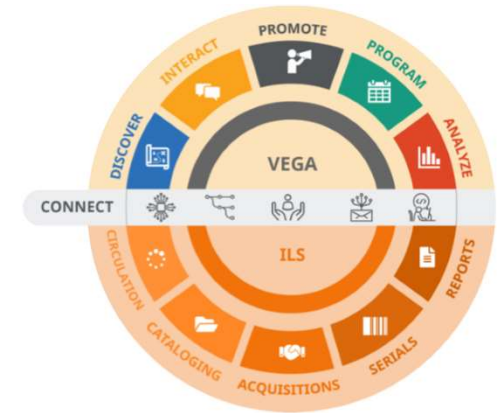 PROMOTE
INTERACT
PROGRAM
DISCOVER
ANALYZE
VEGA
CONNECT
ILS
CIRCULATION
REPORTS
CATALOGING
SERIALS
ACQUISITIONS